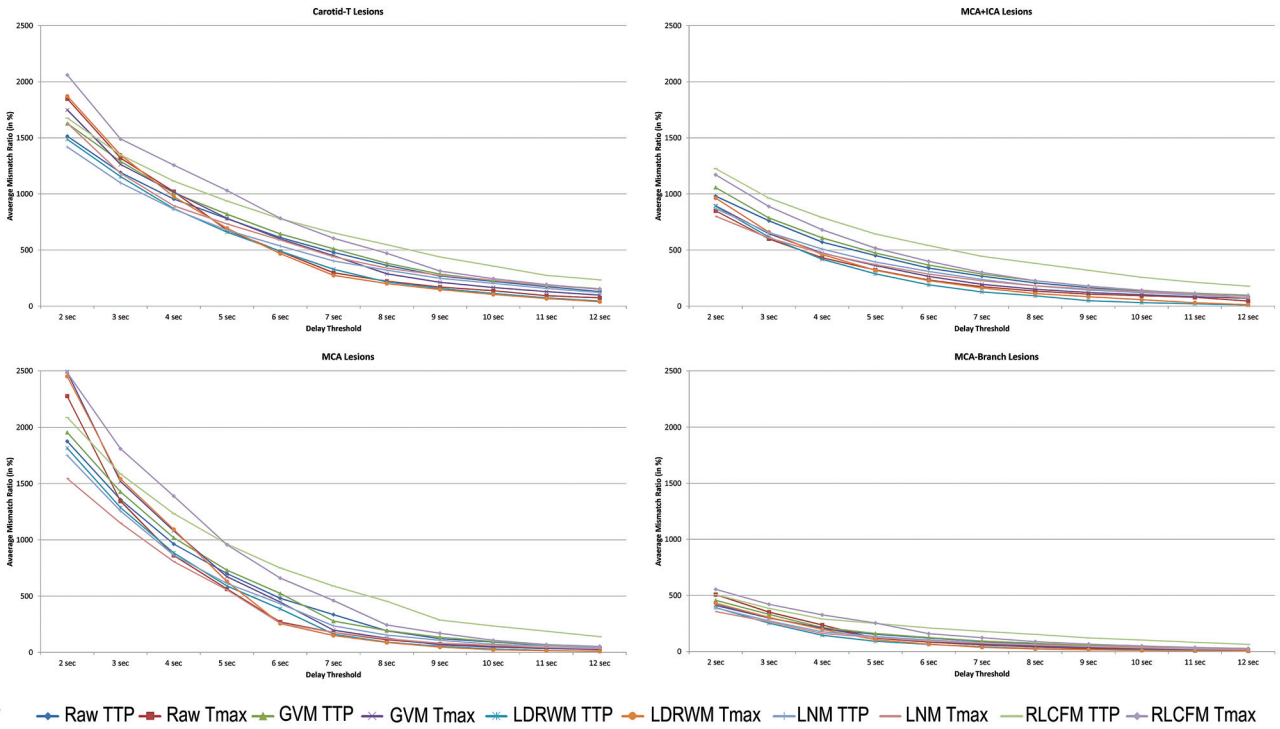 Carotid-T Lesions
Avaerage Mismatch Ratio (in %)
2500
2000
1500
1000
500
0
2 sec 3 sec 4 sec 5 sec 6 sec 7 sec 8 sec 9 sec 10 sec 11 sec 12 sec
Delay Threshold
MCA+ICA Lesions
Avaerage Mismatch Ratio (in %)
2500
2000
1500
1000
500
0
2 sec 3 sec 4 sec 5 sec 6 sec 7 sec 8 sec 9 sec 10 sec 11 sec 12 sec
Delay Threshold
MCA Lesions
Avaerage Mismatch Ratio (in %)
2500
2000
1500
1000
500
0
2 sec 3 sec 4 sec 5 sec 6 sec 7 sec 8 sec 9 sec 10 sec 11 sec 12 sec
Delay Threshold
MCA-Branch Lesions
Avaerage Mismatch Ratio (in %)
2500
2000
1500
1000
500
0
2 sec 3 sec 4 sec 5 sec 6 sec 7 sec 8 sec 9 sec 10 sec 11 sec 12 sec
Delay Threshold
Raw TTP Raw Tmax GVM TTP GVM Tmax LDRWM TTP LDRWM Tmax LNM TTP LNM Tmax RLCFM TTP RLCFM Tmax